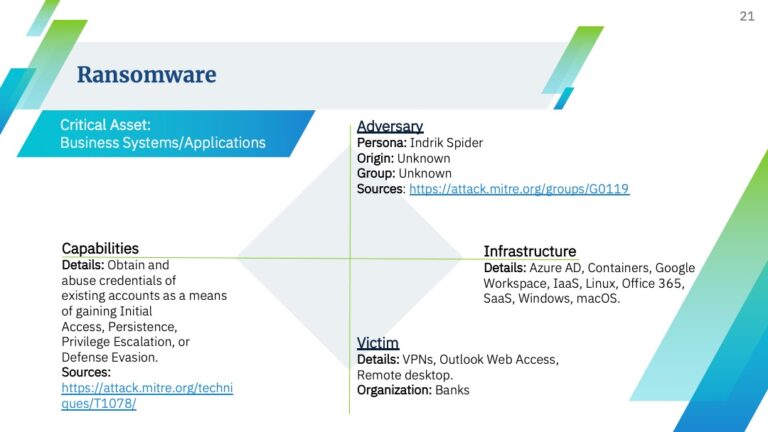 21
Ransomware
Critical Asset:
Business Systems/Applications
Adversary
Persona: Indrik Spider
Origin: Unknown
Group: Unknown
Sources: https://attack.mitre.org/groups/G0119
Capabilities
Details: Obtain and
abuse credentials of
existing accounts as a means
of gaining Initial
Access, Persistence,
Privilege Escalation, or
Defense Evasion.
Sources:
https://attack.mitre.org/techni
ques/T1078/
Infrastructure
Details: Azure AD, Containers, Google
Workspace, IaaS, Linux, Office 365,
SaaS, Windows, macOS.
Victim
Details: VPNs, Outlook Web Access,
Remote desktop.
Organization: Banks